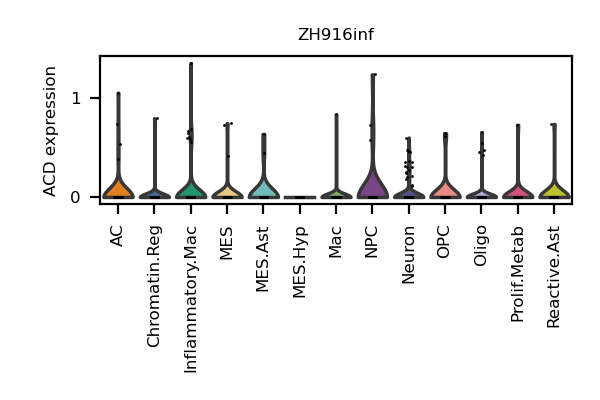 ZH916inf
ACD expression
1
0
AC
Chromatin.Reg
Inflammatory.Mac
MES
MES.Ast
MES.Hyp
Mac
NPC
Neuron
OPC
Oligo
Prolif.Metab
Reactive.Ast